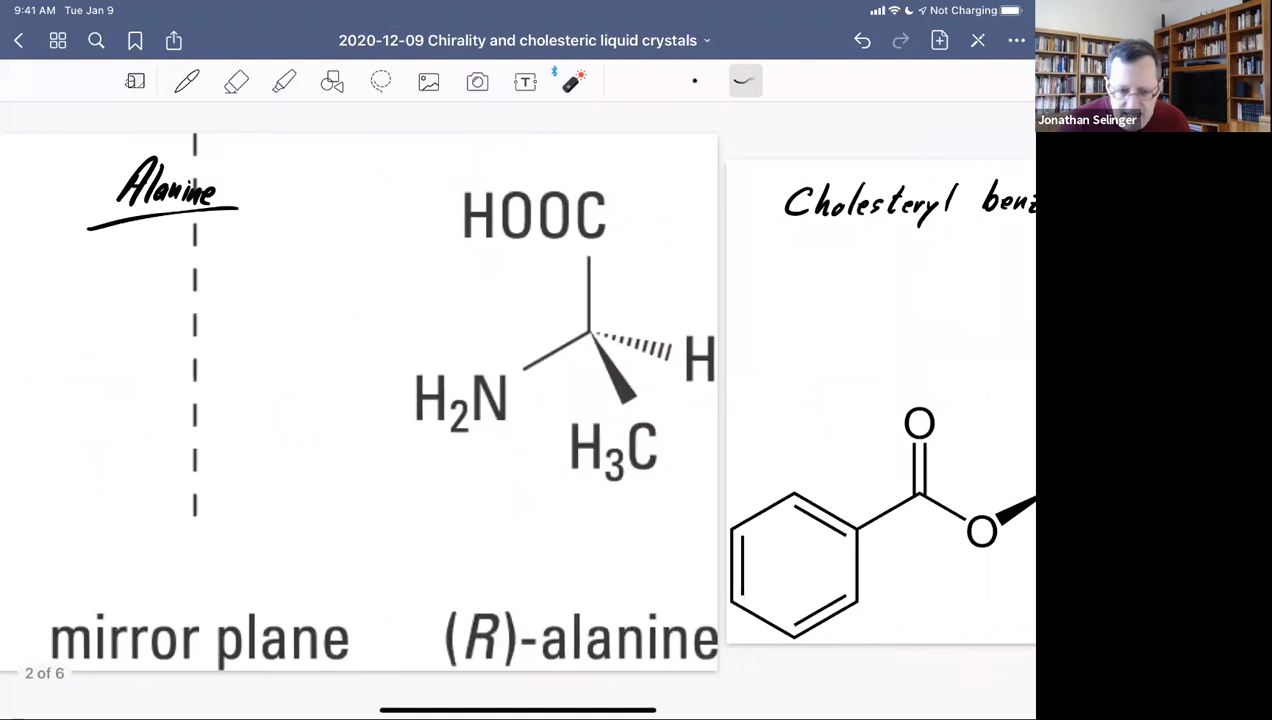 9:41 AM Tue Jan 9
Not Charging
2020-12-09 Chirality and cholesteric liquid crystals
T
Jonathan Selinger
Alanine
HOOC
H
H₂N
H₃C
mirror plane
(R)-alanine
2 of 6
Cholesteryl benz
O
O